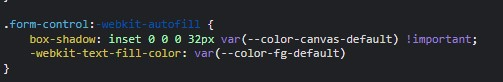 .form-control:-webkit-autofill {
box-shadow: inset 0 0 0 32px var(--color-canvas-default) !important;
-webkit-text-fill-color: var(--color-fg-default)
}